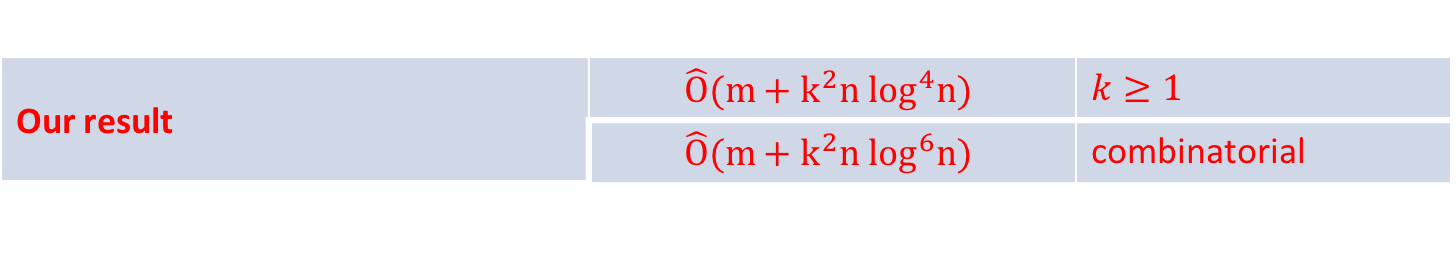 Our result
Ô(m + k²n log⁴n)
k ≥ 1
Ô(m + k²n log⁶n)
combinatorial